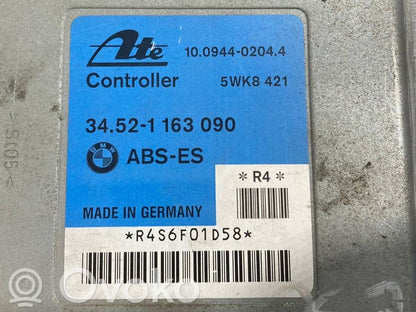 Ate
10.0944-0204.4
Controller
5WK8 421
34.52-1 163 090
BMW
ABS-ES
* R4 *
MADE IN GERMANY
*R4S6F01D58*
>PC05<
OVOKO